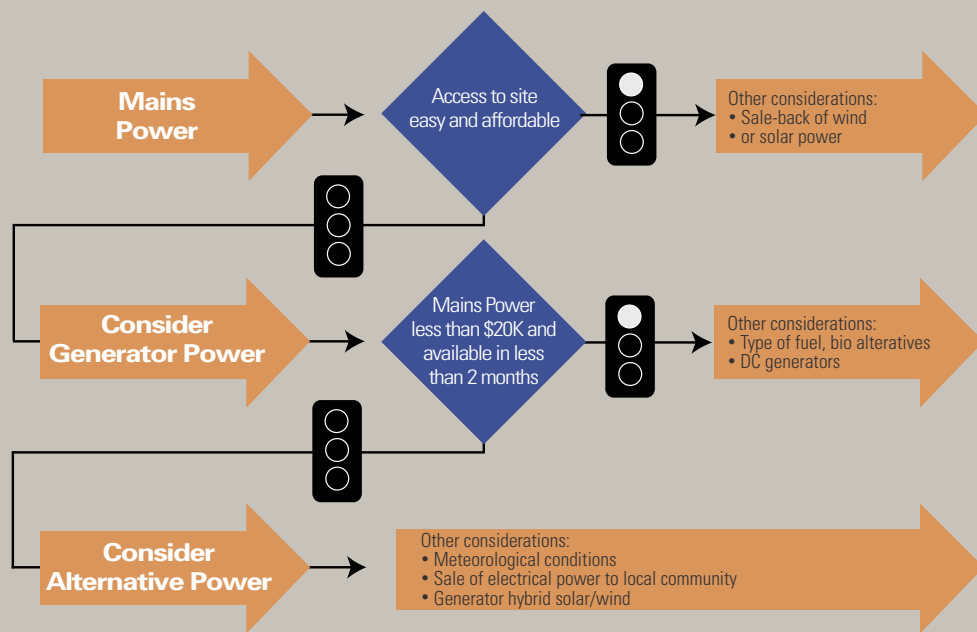 Mains
Power
Access to site
easy and affordable
Other considerations:
• Sale-back of wind
• or solar power
Consider
Generator Power
Mains Power
less than $20K and
available in less
than 2 months
Other considerations:
• Type of fuel, bio alteratives
• DC generators
Consider
Alternative Power
Other considerations:
• Meteorological conditions
• Sale of electrical power to local community
• Generator hybrid solar/wind